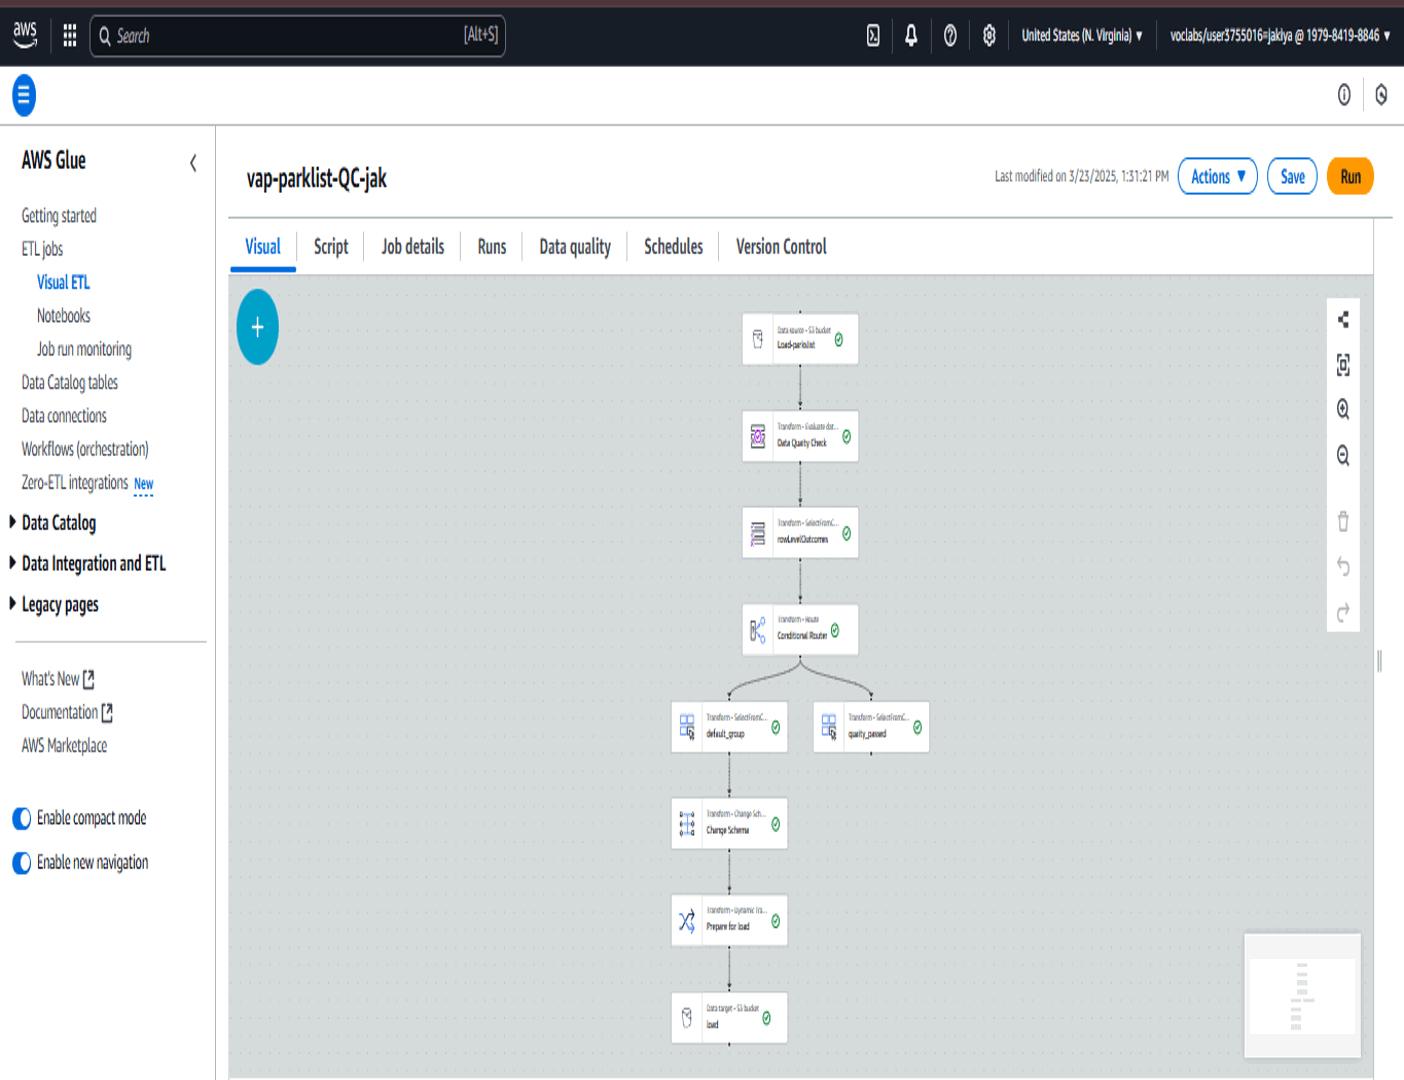 aws
Search
[Alt+S]
United States (N. Virginia) ▼
voclabs/user3755016=jakiya @ 1979-8419-8846 ▼
AWS Glue
Getting started
ETL jobs
Visual ETL
Notebooks
Job run monitoring
Data Catalog tables
Data connections
Workflows (orchestration)
Zero-ETL integrations New
Data Catalog
Data Integration and ETL
Legacy pages
What's New
Documentation
AWS Marketplace
Enable compact mode
Enable new navigation
vap-parklist-QC-jak
Last modified on 3/23/2025, 1:31:21 PM
Actions ▼
Save
Run
Visual
Script
Job details
Runs
Data quality
Schedules
Version Control
+
Data source - S3 bucket
Load-parkslist
Transform - Evaluate dat...
Data Quality Check
Transform - SelectFromC...
rowLevelOutcomes
Transform - Route
Conditional Router
Transform - SelectFromC...
default_group
Transform - SelectFromC...
quality_passed
Transform - Change Sch...
Change Schema
Transform - Dynamic Tra...
Prepare for load
Data target - S3 bucket
load